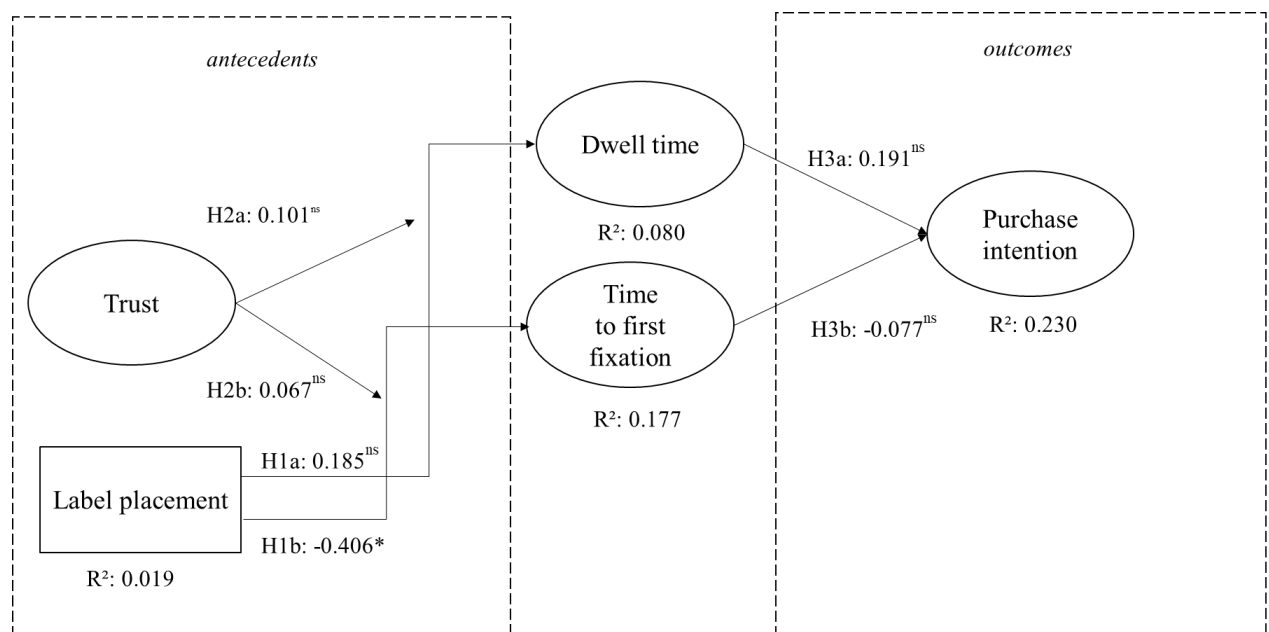 antecedents
outcomes
Dwell time
H3a: 0.191ns
H2a: 0.101ns
Purchase
intention
R²: 0.080
Trust
Time
to first
fixation
H3b: -0.077ns
R²: 0.230
H2b: 0.067ns
R²: 0.177
H1a: 0.185ns
Label placement
H1b: -0.406*
R²: 0.019